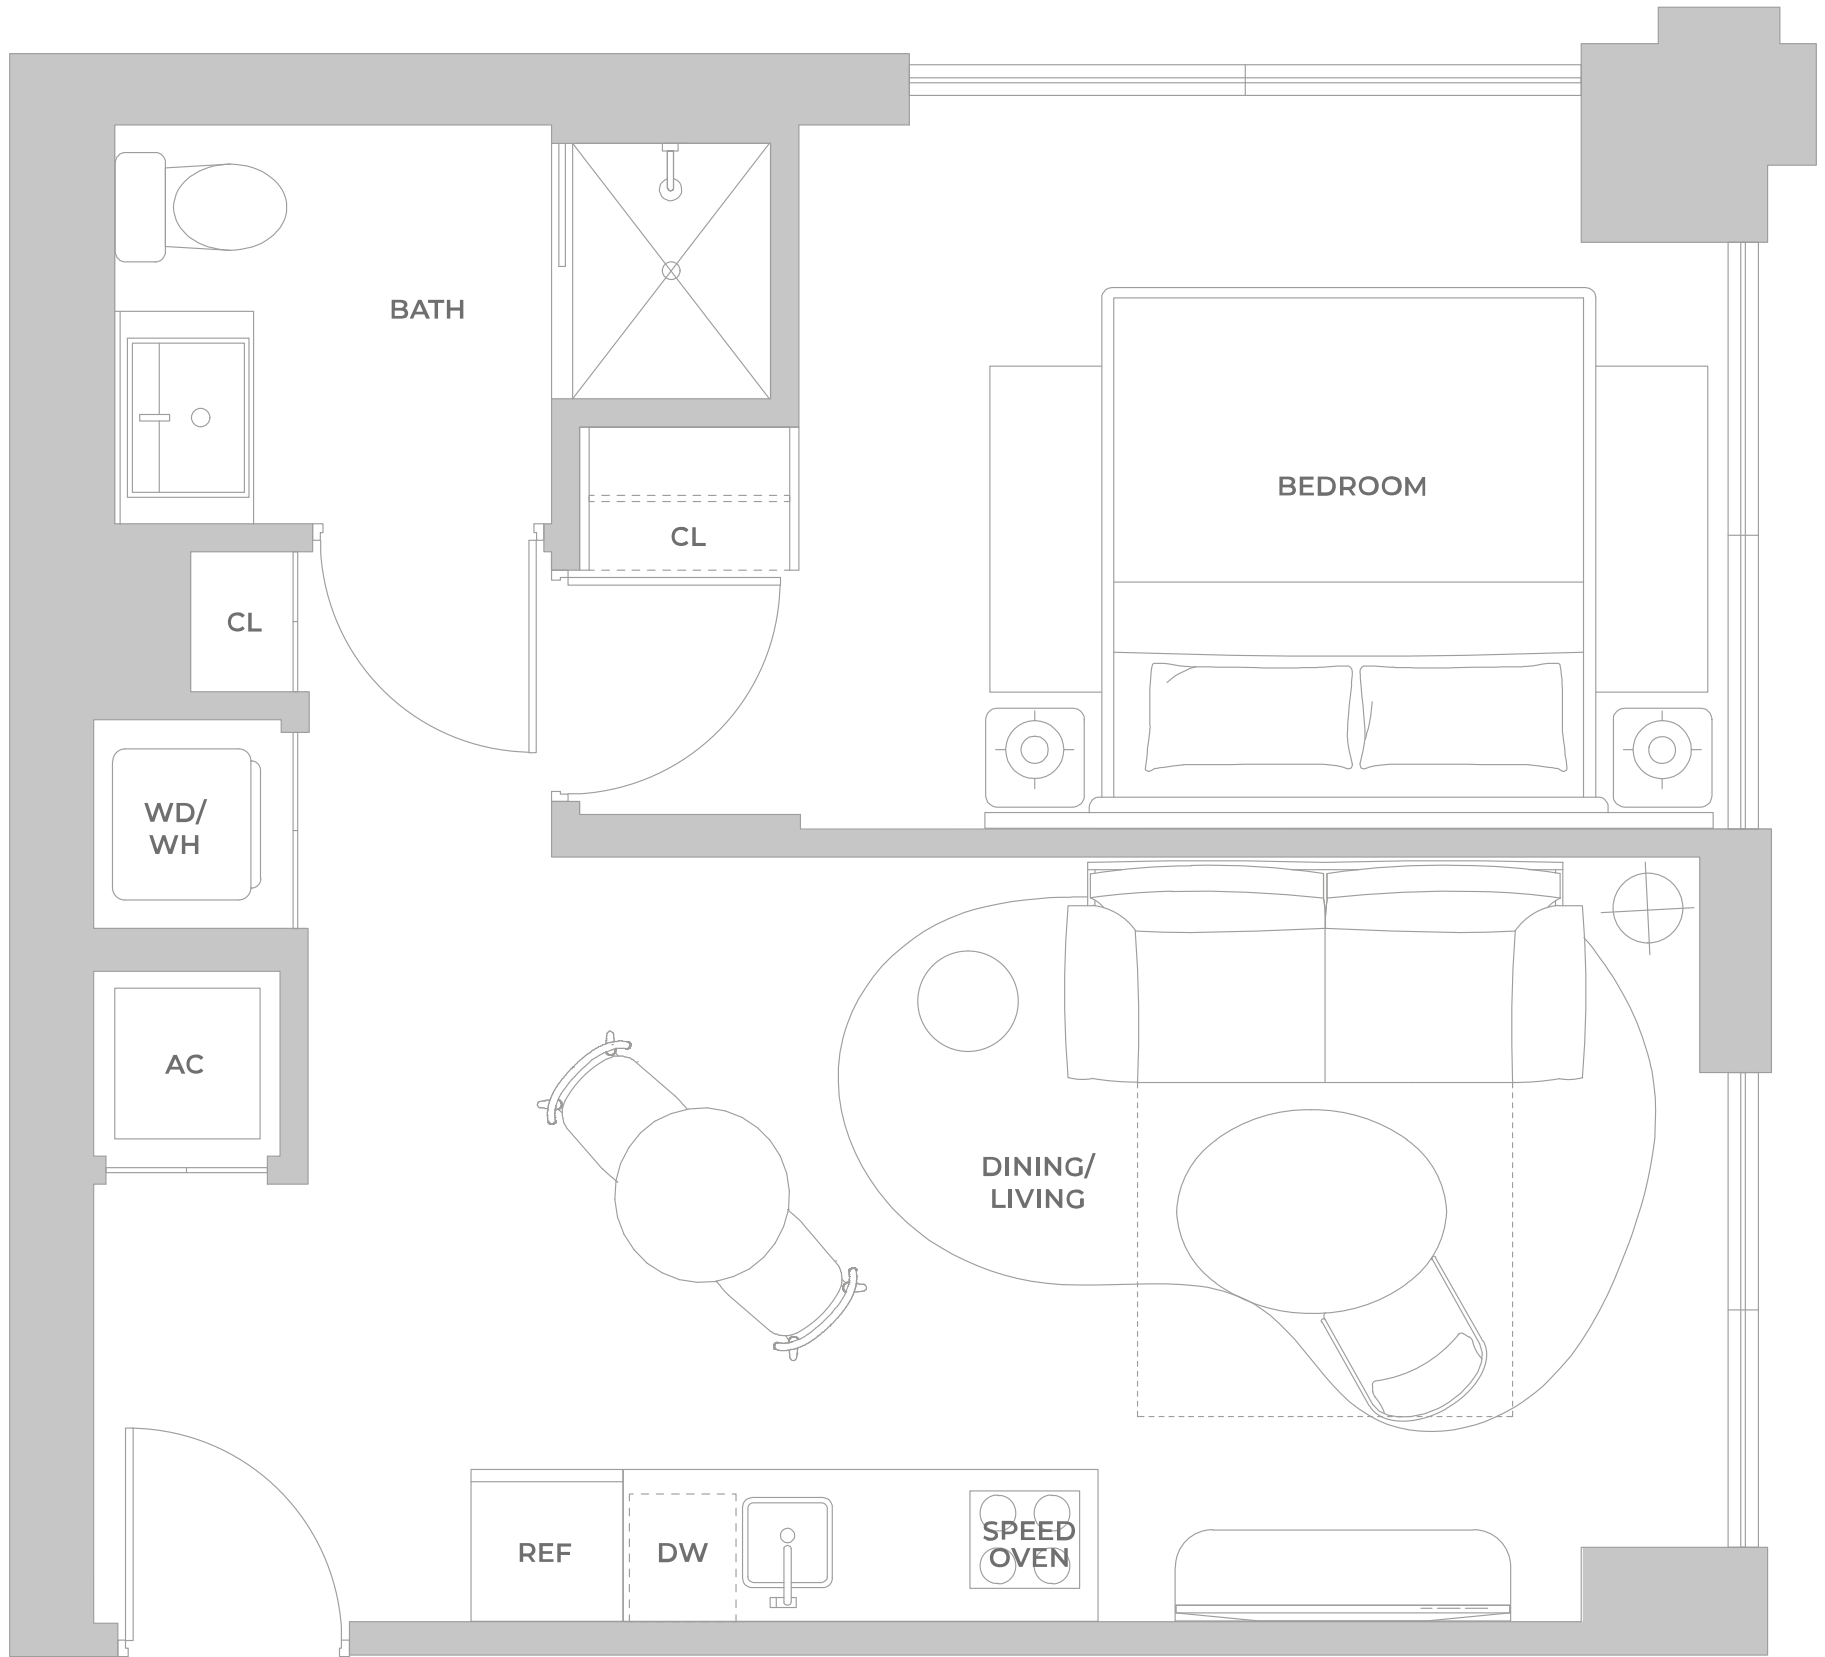 BATH
BEDROOM
CL
CL
WD/
WH
AC
DINING/
LIVING
REF
DW
SPEED
OVEN